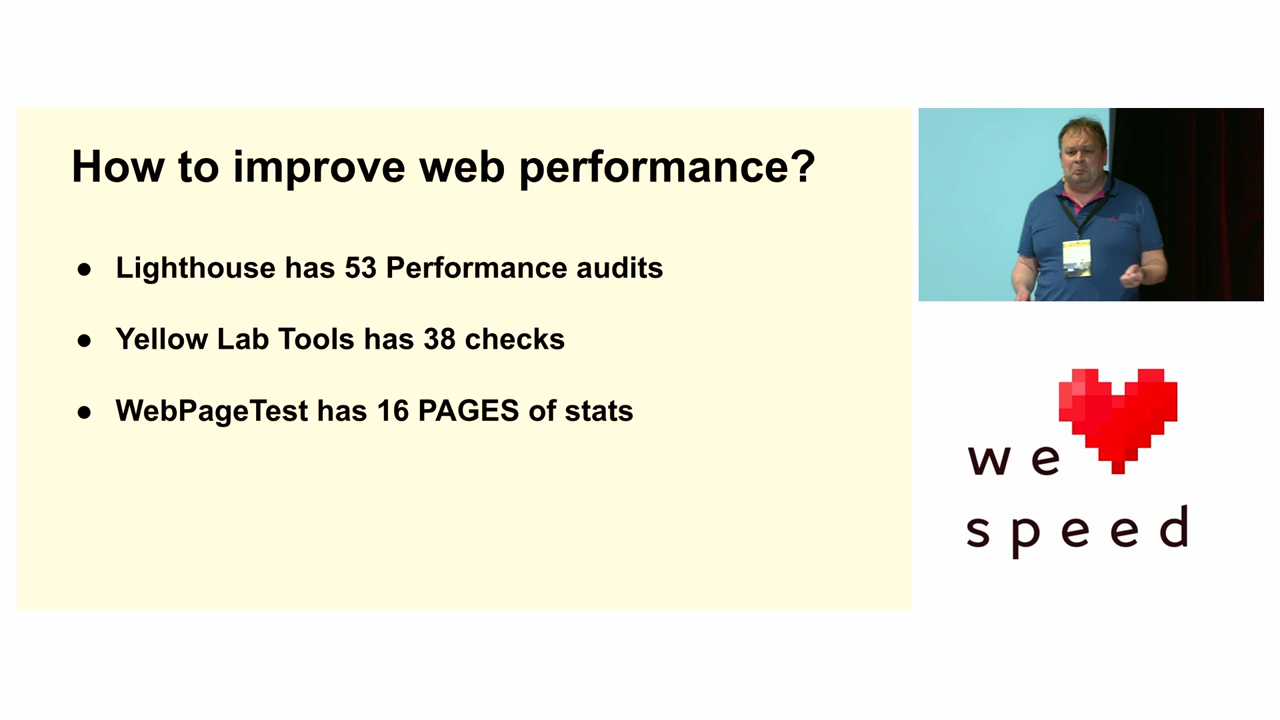 How to improve web performance?
● Lighthouse has 53 Performance audits
● Yellow Lab Tools has 38 checks
● WebPageTest has 16 PAGES of stats
we
speed